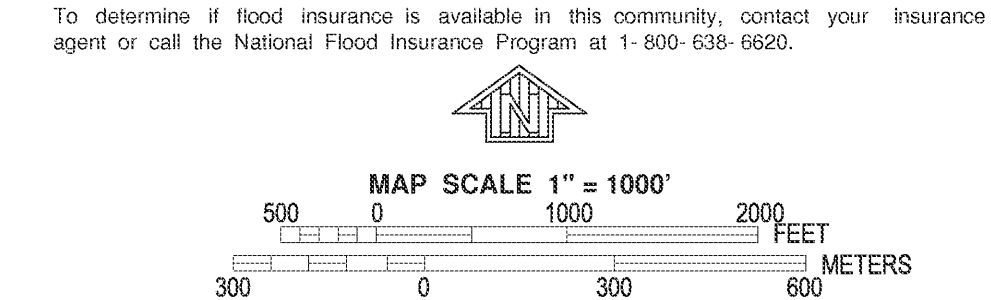 To determine if flood insurance is available in this community, contact your insurance
agent or call the National Flood Insurance Program at 1-800-638-6620.
N
MAP SCALE 1" = 1000'
500 0 1000 2000
FEET
METERS
300 0 300 600